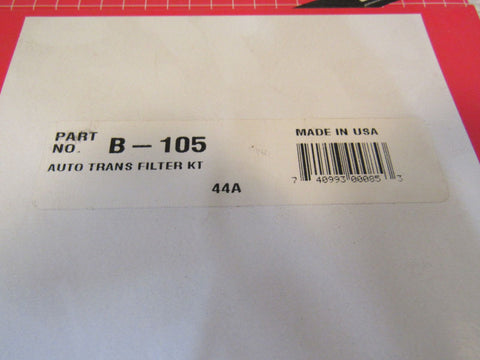 PART NO. B-105
MADE IN USA
AUTO TRANS FILTER KT
7 40993 00085 3
44A